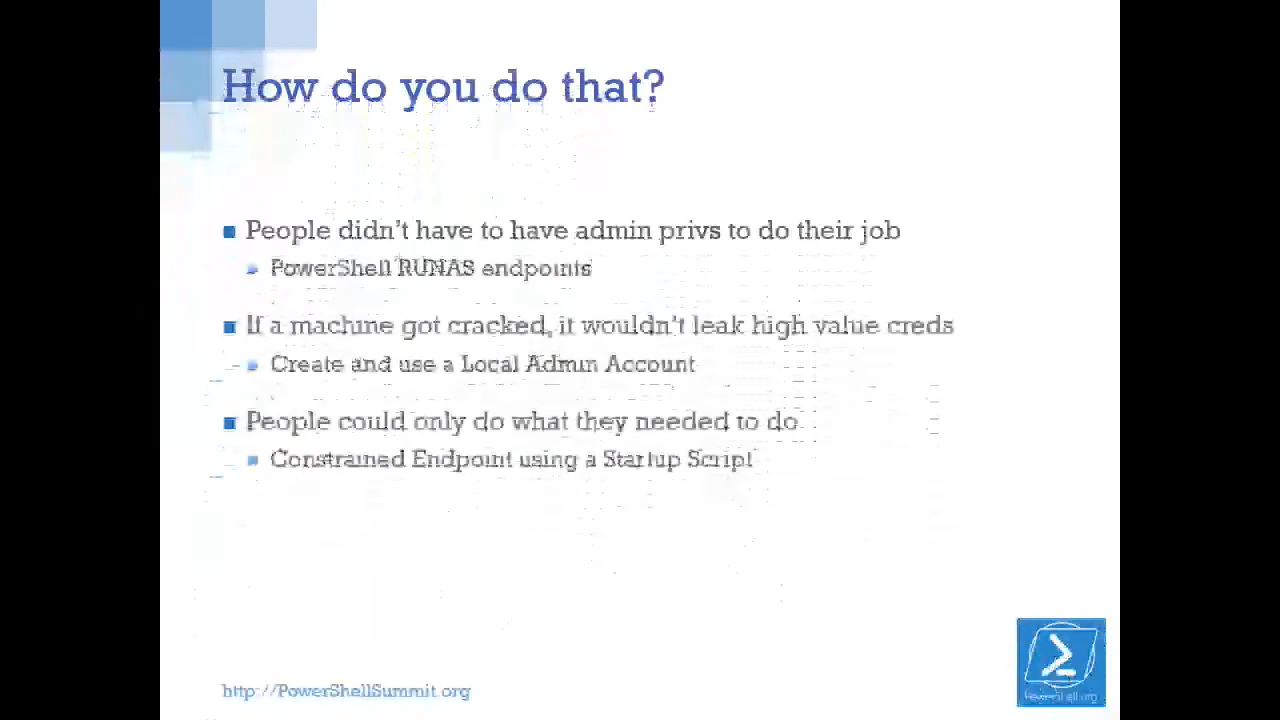 How do you do that?
People didn't have to have admin privs to do their job
PowerShell RUNAS endpoints
If a machine got cracked, it wouldn't leak high value creds
Create and use a Local Admin Account
People could only do what they needed to do
Constrained Endpoint using a Startup Script
http://PowerShellSummit.org
PowerShell.org